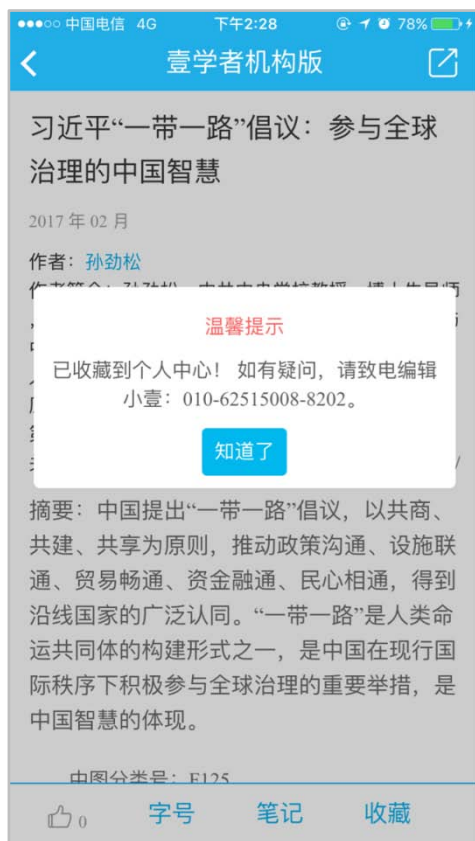 中国电信 4G 下午2:28 78%
壹学者机构版
习近平“一带一路”倡议：参与全球
治理的中国智慧
2017 年 02 月
作者：孙劲松
温馨提示
已收藏到个人中心！如有疑问，请致电编辑
小壹：010-62515008-8202。
知道了
摘要：中国提出“一带一路”倡议，以共商、
共建、共享为原则，推动政策沟通、设施联
通、贸易畅通、资金融通、民心相通，得到
沿线国家的广泛认同。“一带一路”是人类命
运共同体的构建形式之一，是中国在现行国
际秩序下积极参与全球治理的重要举措，是
中国智慧的体现。
中图分类号：F125
0 字号 笔记 收藏